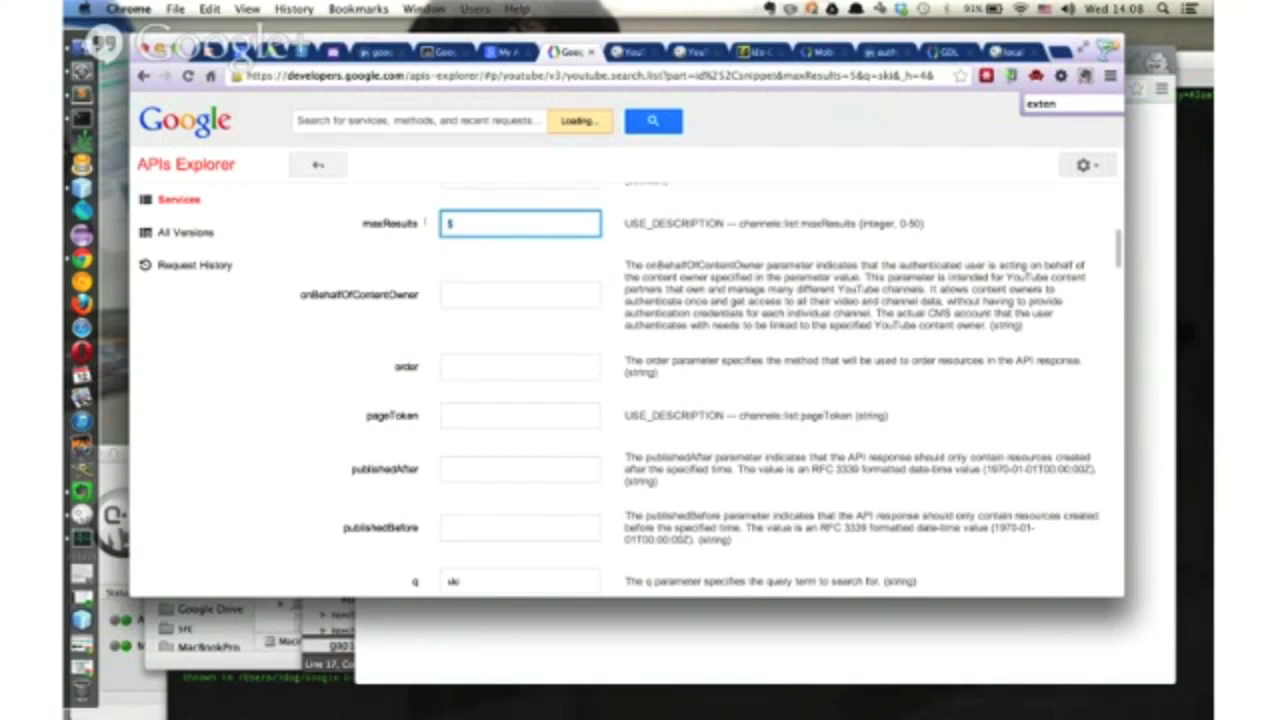 Chrome File Edit View History Bookmarks Window Users Help 91% Wed 14:08
Google+
https://developers.google.com/apis-explorer/#p/youtube/v3/youtube.search.list?part=id%252Csnippet&maxResults=5&q=ski&_h=4&
exten
Google
Search for services, methods, and recent requests...
Loading...
APIs Explorer
Services
All Versions
Request History
maxResults
USE_DESCRIPTION --- channels:list:maxResults (integer, 0-50)
onBehalfOfContentOwner
The onBehalfOfContentOwner parameter indicates that the authenticated user is acting on behalf of
the content owner specified in the parameter value. This parameter is intended for YouTube content
partners that own and manage many different YouTube channels. It allows content owners to
authenticate once and get access to all their video and channel data, without having to provide
authentication credentials for each individual channel. The actual CMS account that the user
authenticates with needs to be linked to the specified YouTube content owner. (string)
order
The order parameter specifies the method that will be used to order resources in the API response.
(string)
pageToken
USE_DESCRIPTION --- channels:list:pageToken (string)
publishedAfter
The publishedAfter parameter indicates that the API response should only contain resources created
after the specified time. The value is an RFC 3339 formatted date-time value (1970-01-01T00:00:00Z).
(string)
publishedBefore
The publishedBefore parameter indicates that the API response should only contain resources created
before the specified time. The value is an RFC 3339 formatted date-time value (1970-01-
01T00:00:00Z). (string)
q
ski
The q parameter specifies the query term to search for. (string)
Google Drive
src
MacBookPro
Line 17, Co